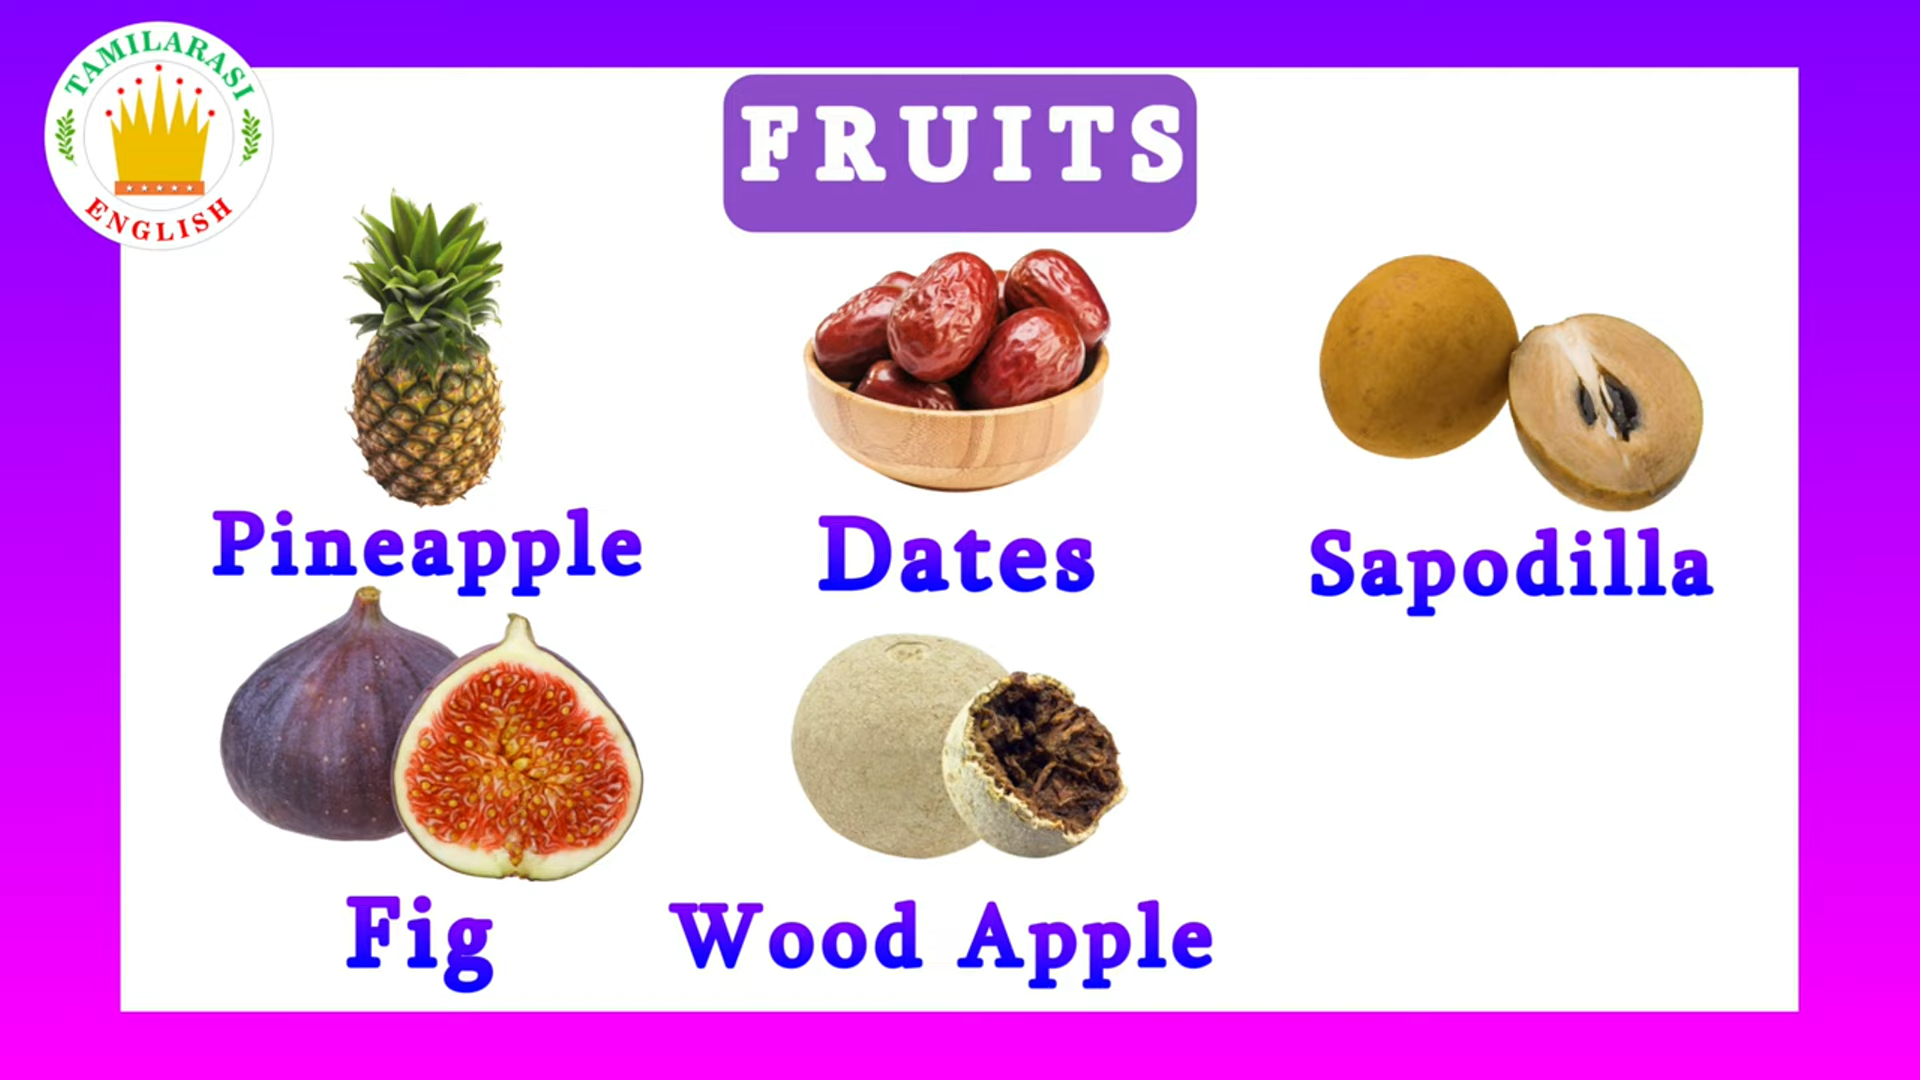 TAMILARASI
ENGLISH
FRUITS
Pineapple
Dates
Sapodilla
Fig
Wood Apple